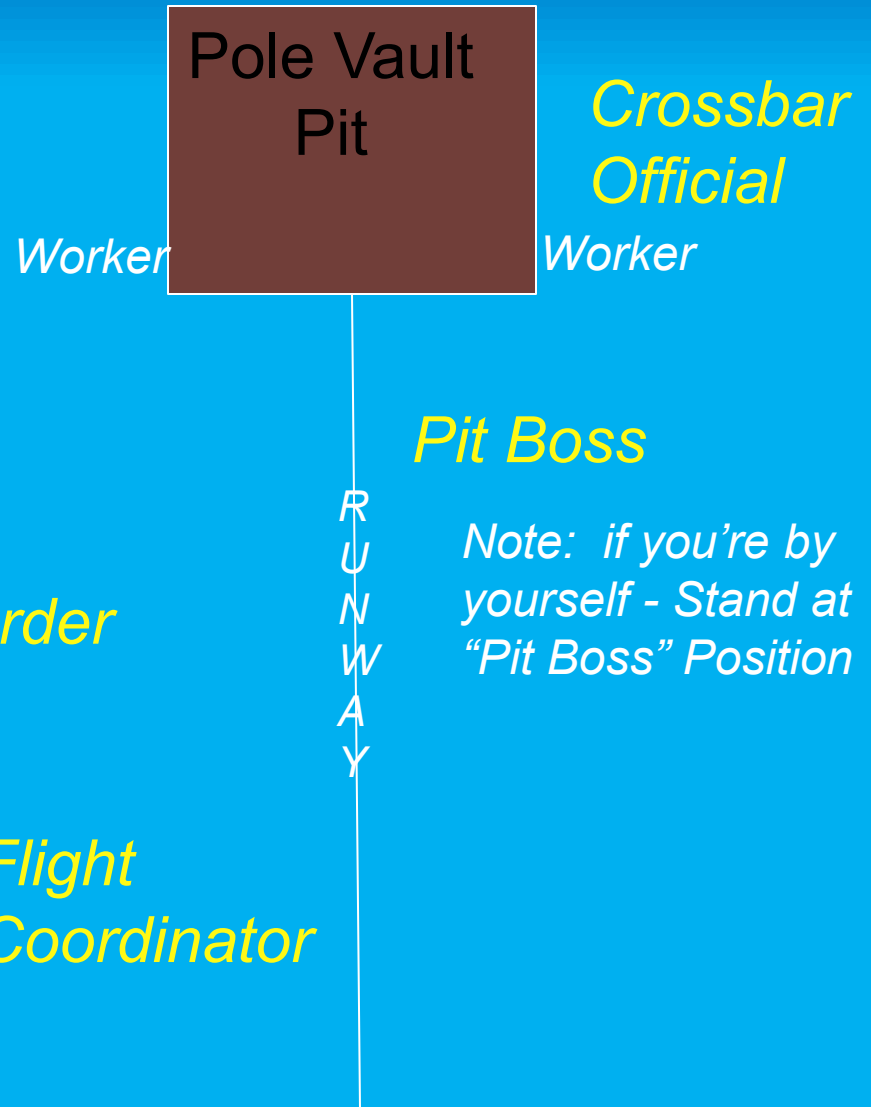 Pole Vault
Pit
Crossbar
Official
Worker
Worker
Pit Boss
R
U
N
W
A
Y
Note: if you’re by
yourself - Stand at
“Pit Boss” Position
rder
Flight
Coordinator